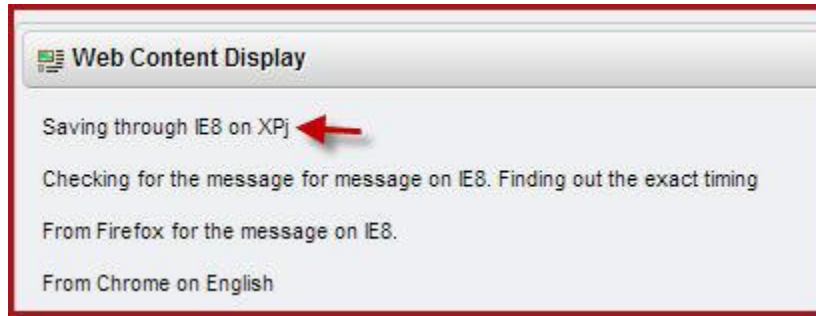 Web Content Display
Saving through IE8 on XPj
Checking for the message for message on IE8. Finding out the exact timing
From Firefox for the message on IE8.
From Chrome on English